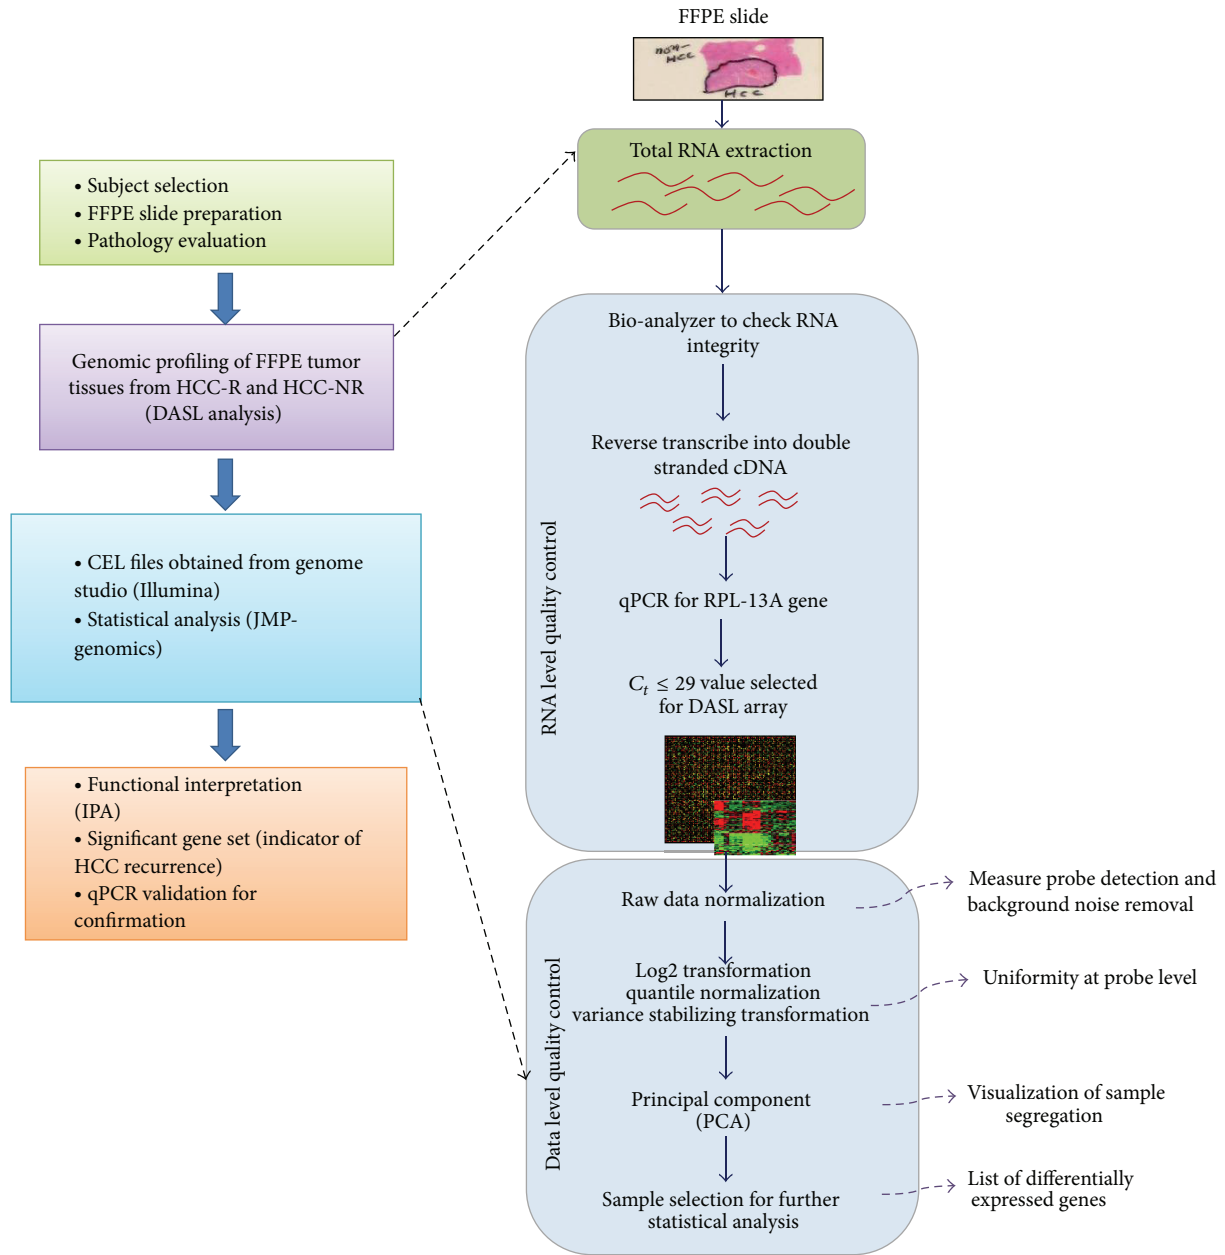 FFPE slide
non-
HCC
HCC
Total RNA extraction
• Subject selection
• FFPE slide preparation
• Pathology evaluation
Genomic profiling of FFPE tumor
tissues from HCC-R and HCC-NR
(DASL analysis)
• CEL files obtained from genome
studio (Illumina)
• Statistical analysis (JMP-
genomics)
• Functional interpretation
(IPA)
• Significant gene set (indicator of
HCC recurrence)
• qPCR validation for
confirmation
RNA level quality control
Bio-analyzer to check RNA
integrity
Reverse transcribe into double
stranded cDNA
qPCR for RPL-13A gene
Cₜ ≤ 29 value selected
for DASL array
Data level quality control
Raw data normalization
Measure probe detection and
background noise removal
Log2 transformation
quantile normalization
variance stabilizing transformation
Uniformity at probe level
Principal component
(PCA)
Visualization of sample
segregation
Sample selection for further
statistical analysis
List of differentially
expressed genes